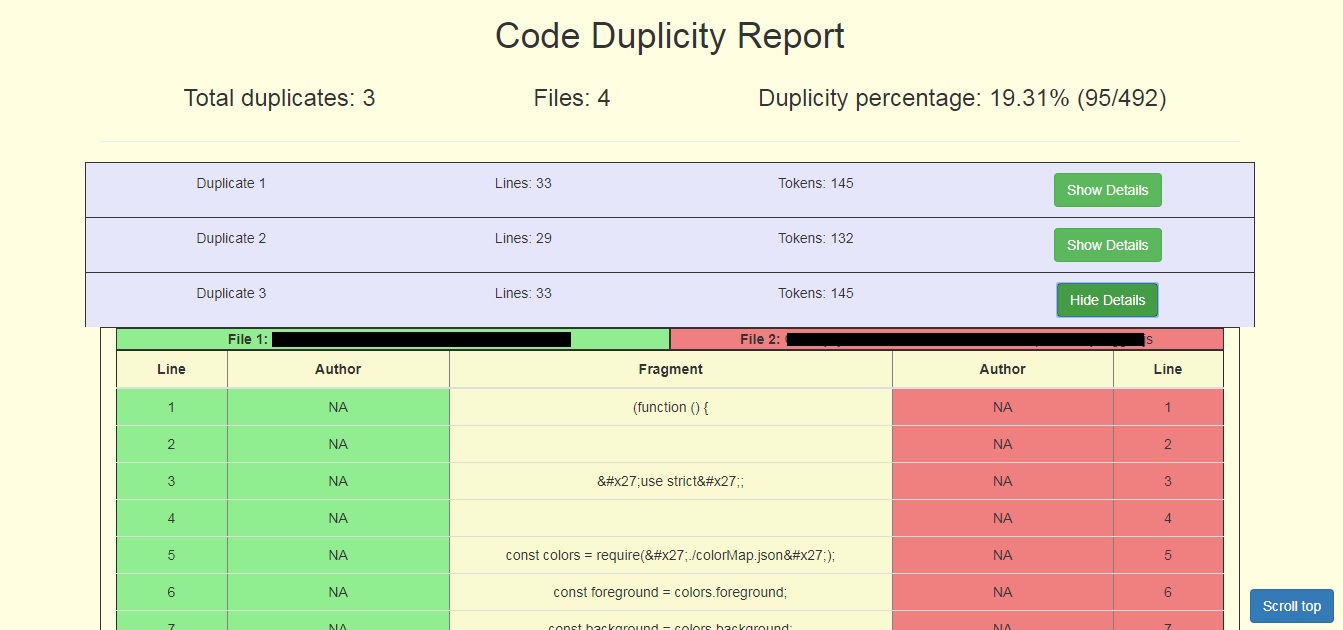 Code Duplicity Report
Total duplicates: 3 Files: 4 Duplicity percentage: 19.31% (95/492)
Duplicate 1 Lines: 33 Tokens: 145 Show Details
Duplicate 2 Lines: 29 Tokens: 132 Show Details
Duplicate 3 Lines: 33 Tokens: 145 Hide Details
File 1: File 2:
Line Author Fragment Author Line
1 NA (function () { NA 1
2 NA NA 2
3 NA &#x27;use strict&#x27;; NA 3
4 NA NA 4
5 NA const colors = require(&#x27;./colorMap.json&#x27;); NA 5
6 NA const foreground = colors.foreground; NA 6
7 NA const background = colors.background; NA 7
Scroll top